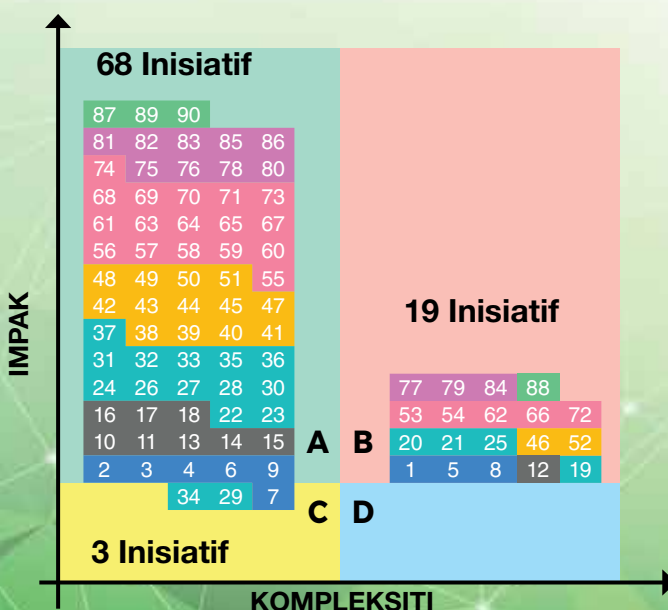 68 Inisiatif
87 89 90
81 82 83 85 86
74 75 76 78 80
68 69 70 71 73
61 63 64 65 67
56 57 58 59 60
48 49 50 51 55
42 43 44 45 47
37 38 39 40 41
31 32 33 35 36
24 26 27 28 30
16 17 18 22 23
10 11 13 14 15
2 3 4 6 9
A
34 29 7
C
3 Inisiatif
19 Inisiatif
77 79 84 88
53 54 62 66 72
20 21 25 46 52
1 5 8 12 19
B
D
IMPAK
KOMPLEKSITI